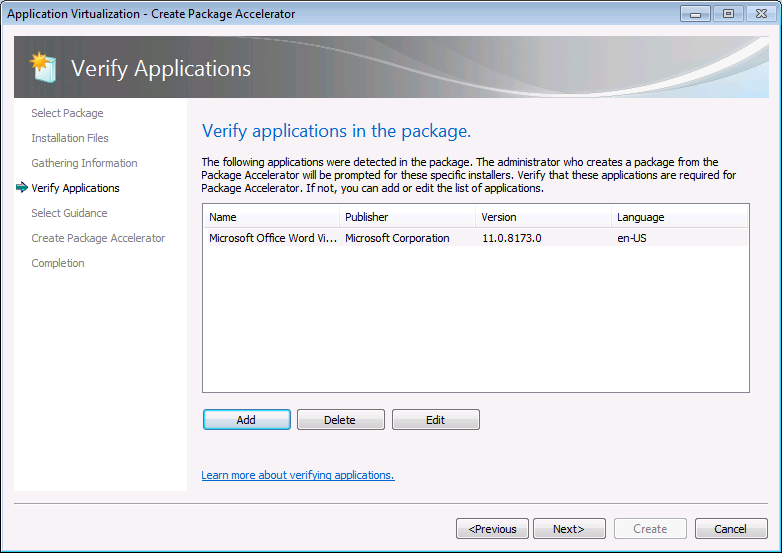 Application Virtualization - Create Package Accelerator
Verify Applications
Select Package
Installation Files
Gathering Information
Verify Applications
Select Guidance
Create Package Accelerator
Completion
Verify applications in the package.
The following applications were detected in the package. The administrator who creates a package from the
Package Accelerator will be prompted for these specific installers. Verify that these applications are required for
Package Accelerator. If not, you can add or edit the list of applications.
Name Publisher Version Language
Microsoft Office Word Vi... Microsoft Corporation 11.0.8173.0 en-US
Add Delete Edit
Learn more about verifying applications.
<Previous Next> Create Cancel